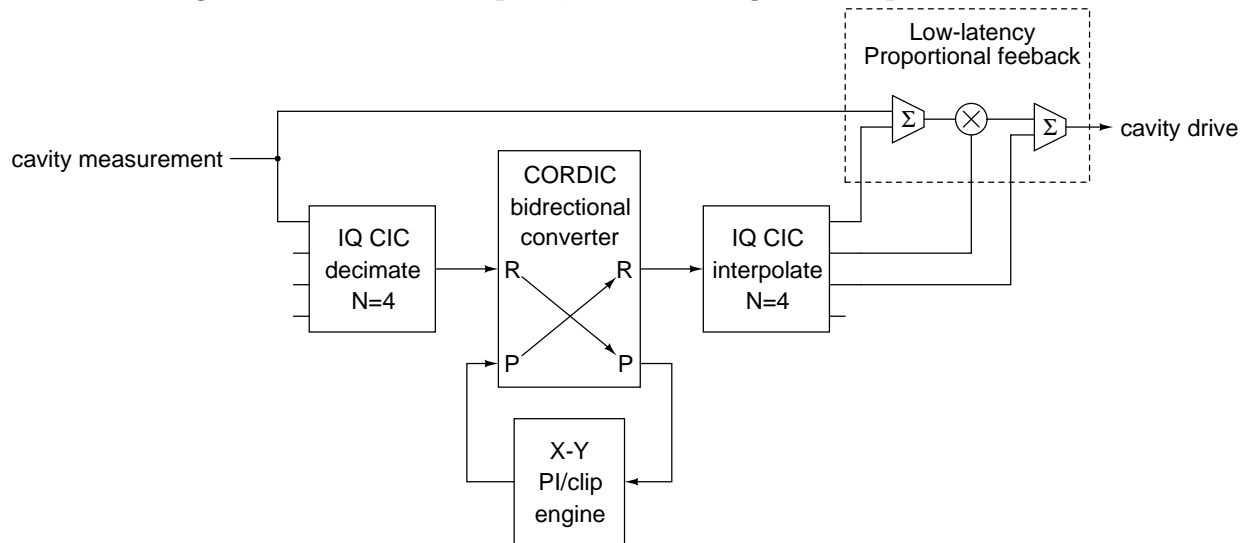 Low-latency
Proportional feeback
Σ
Σ
cavity drive
cavity measurement
CORDIC
bidrectional
converter
IQ CIC
decimate
N=4
R
R
P
P
IQ CIC
interpolate
N=4
X-Y
PI/clip
engine